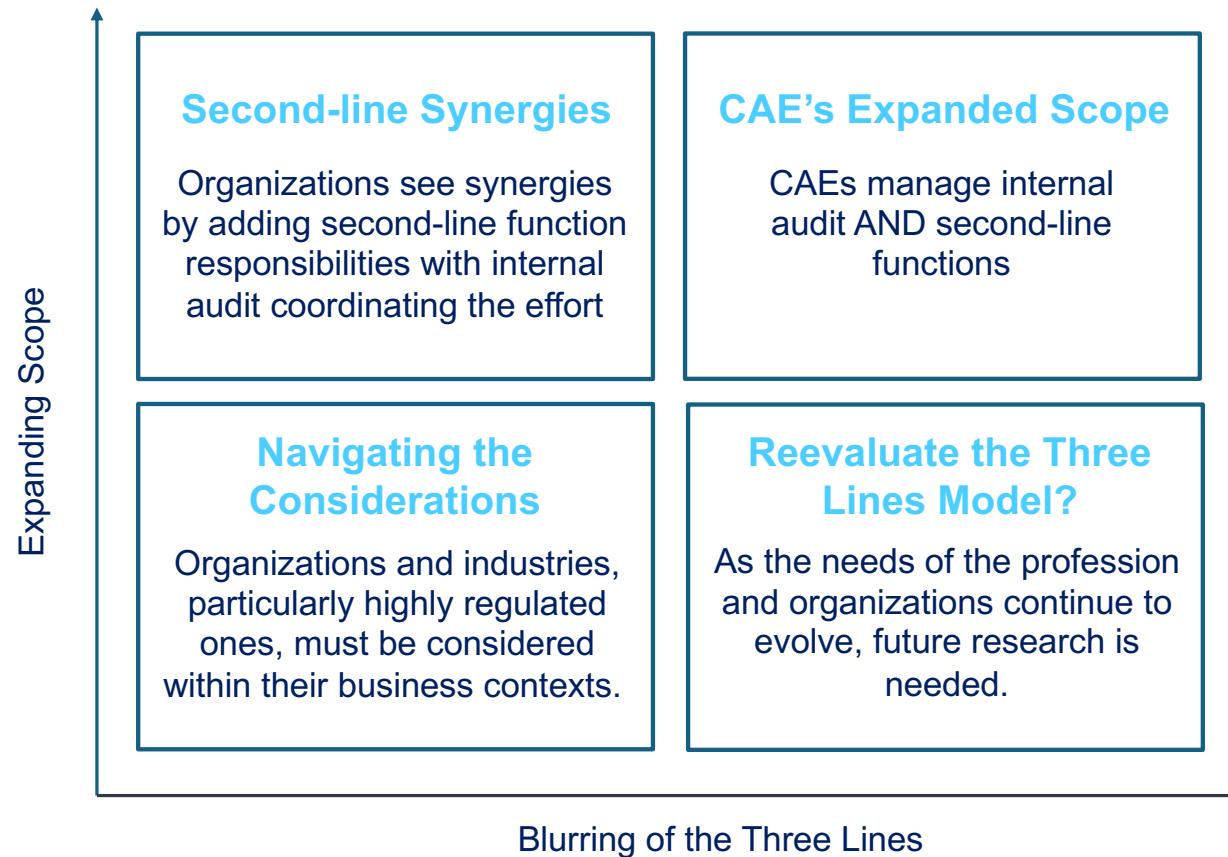 Expanding Scope
Second-line Synergies
Organizations see synergies
by adding second-line function
responsibilities with internal
audit coordinating the effort
CAE’s Expanded Scope
CAEs manage internal
audit AND second-line
functions
Navigating the
Considerations
Organizations and industries,
particularly highly regulated
ones, must be considered
within their business contexts.
Reevaluate the Three
Lines Model?
As the needs of the profession
and organizations continue to
evolve, future research is
needed.
Blurring of the Three Lines